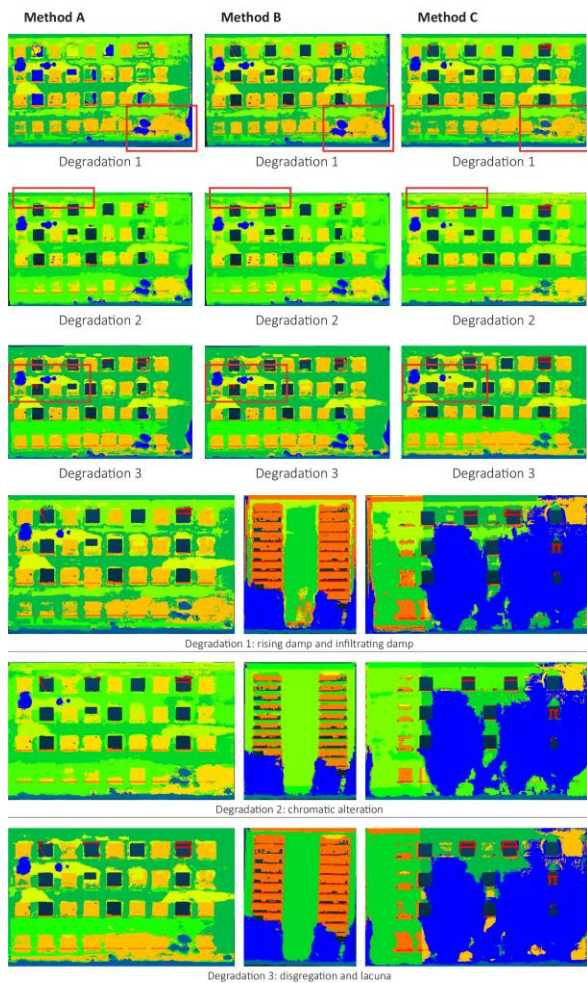 Method A Method B Method C
Degradation 1 Degradation 1 Degradation 1
Degradation 2 Degradation 2 Degradation 2
Degradation 3 Degradation 3 Degradation 3
Degradation 1: rising damp and infiltrating damp
Degradation 2: chromatic alteration
Degradation 3: disgregation and lacuna